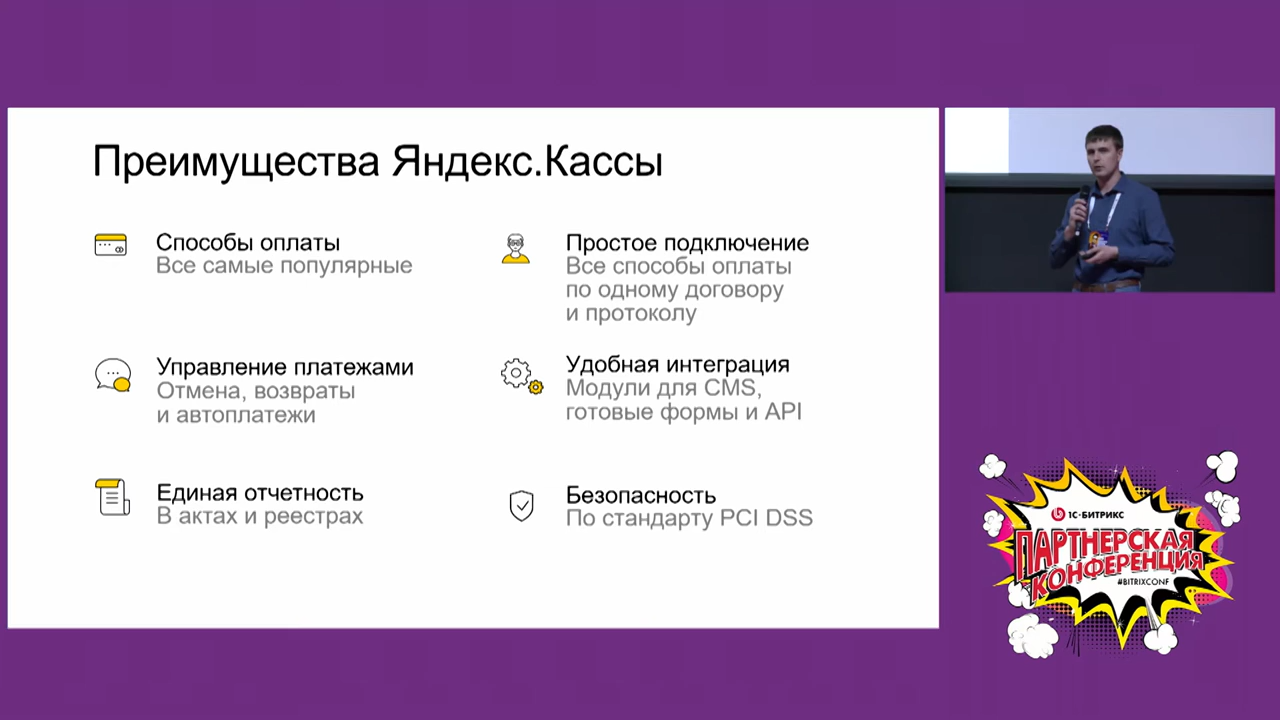 Преимущества Яндекс.Кассы
Способы оплаты
Все самые популярные
Простое подключение
Все способы оплаты
по одному договору
и протоколу
Управление платежами
Отмена, возвраты
и автоплатежи
Удобная интеграция
Модули для CMS,
готовые формы и API
Единая отчетность
В актах и реестрах
Безопасность
По стандарту PCI DSS
1С-БИТРИКС
ПАРТНЕРСКАЯ
КОНФЕРЕНЦИЯ
#BITRIXCONF